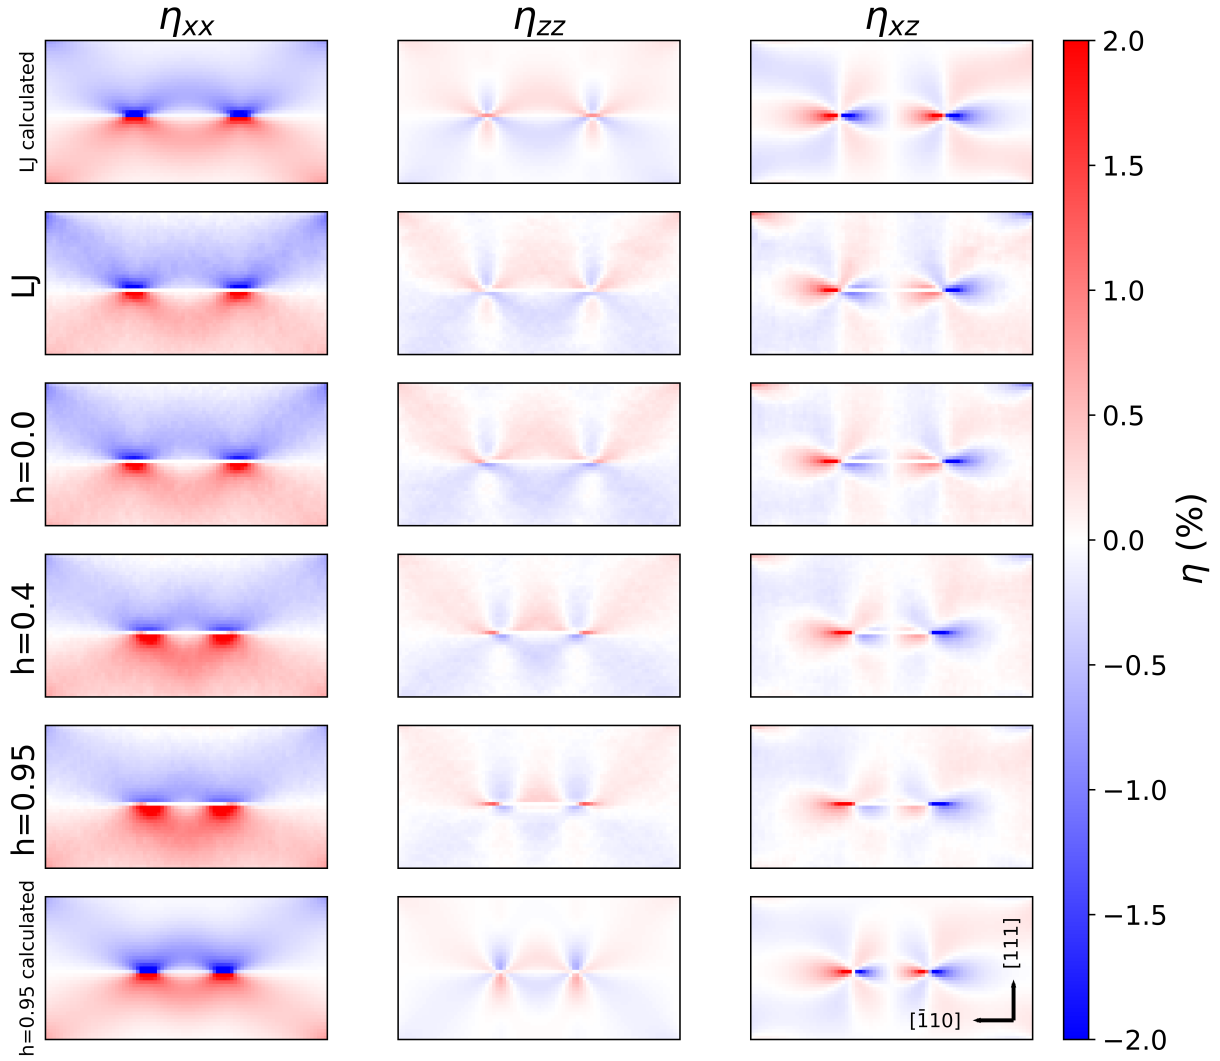 η_xx
η_zz
η_xz
LJ calculated
LJ
h=0.0
h=0.4
h=0.95
h=0.95 calculated
[111]
[1̄10]
2.0
1.5
1.0
0.5
0.0
−0.5
−1.0
−1.5
−2.0
η (%)